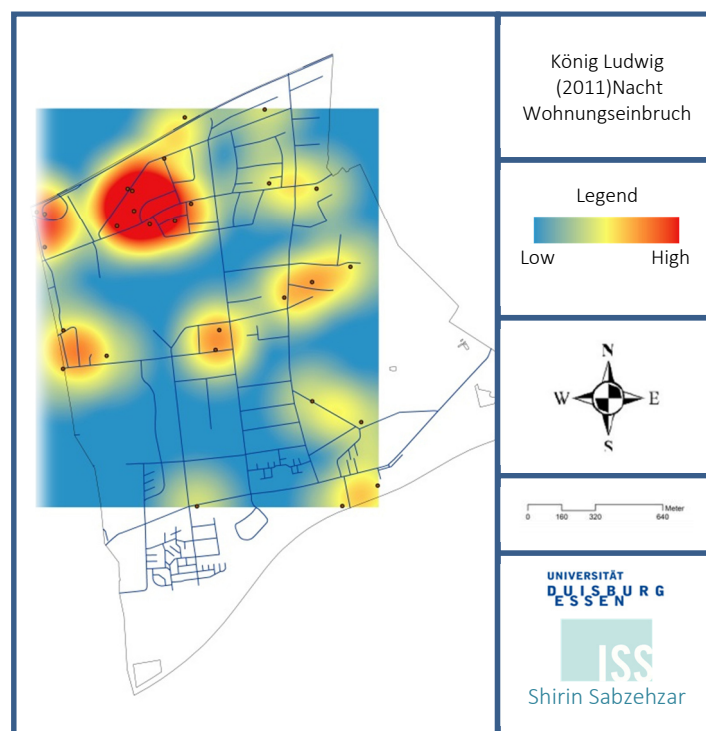 König Ludwig
(2011)Nacht
Wohnungseinbruch
Legend
Low High
N
W E
S
Meter
0 160 320 640
UNIVERSITÄT
DUISBURG
ESSEN
ISS
Shirin Sabzehzar